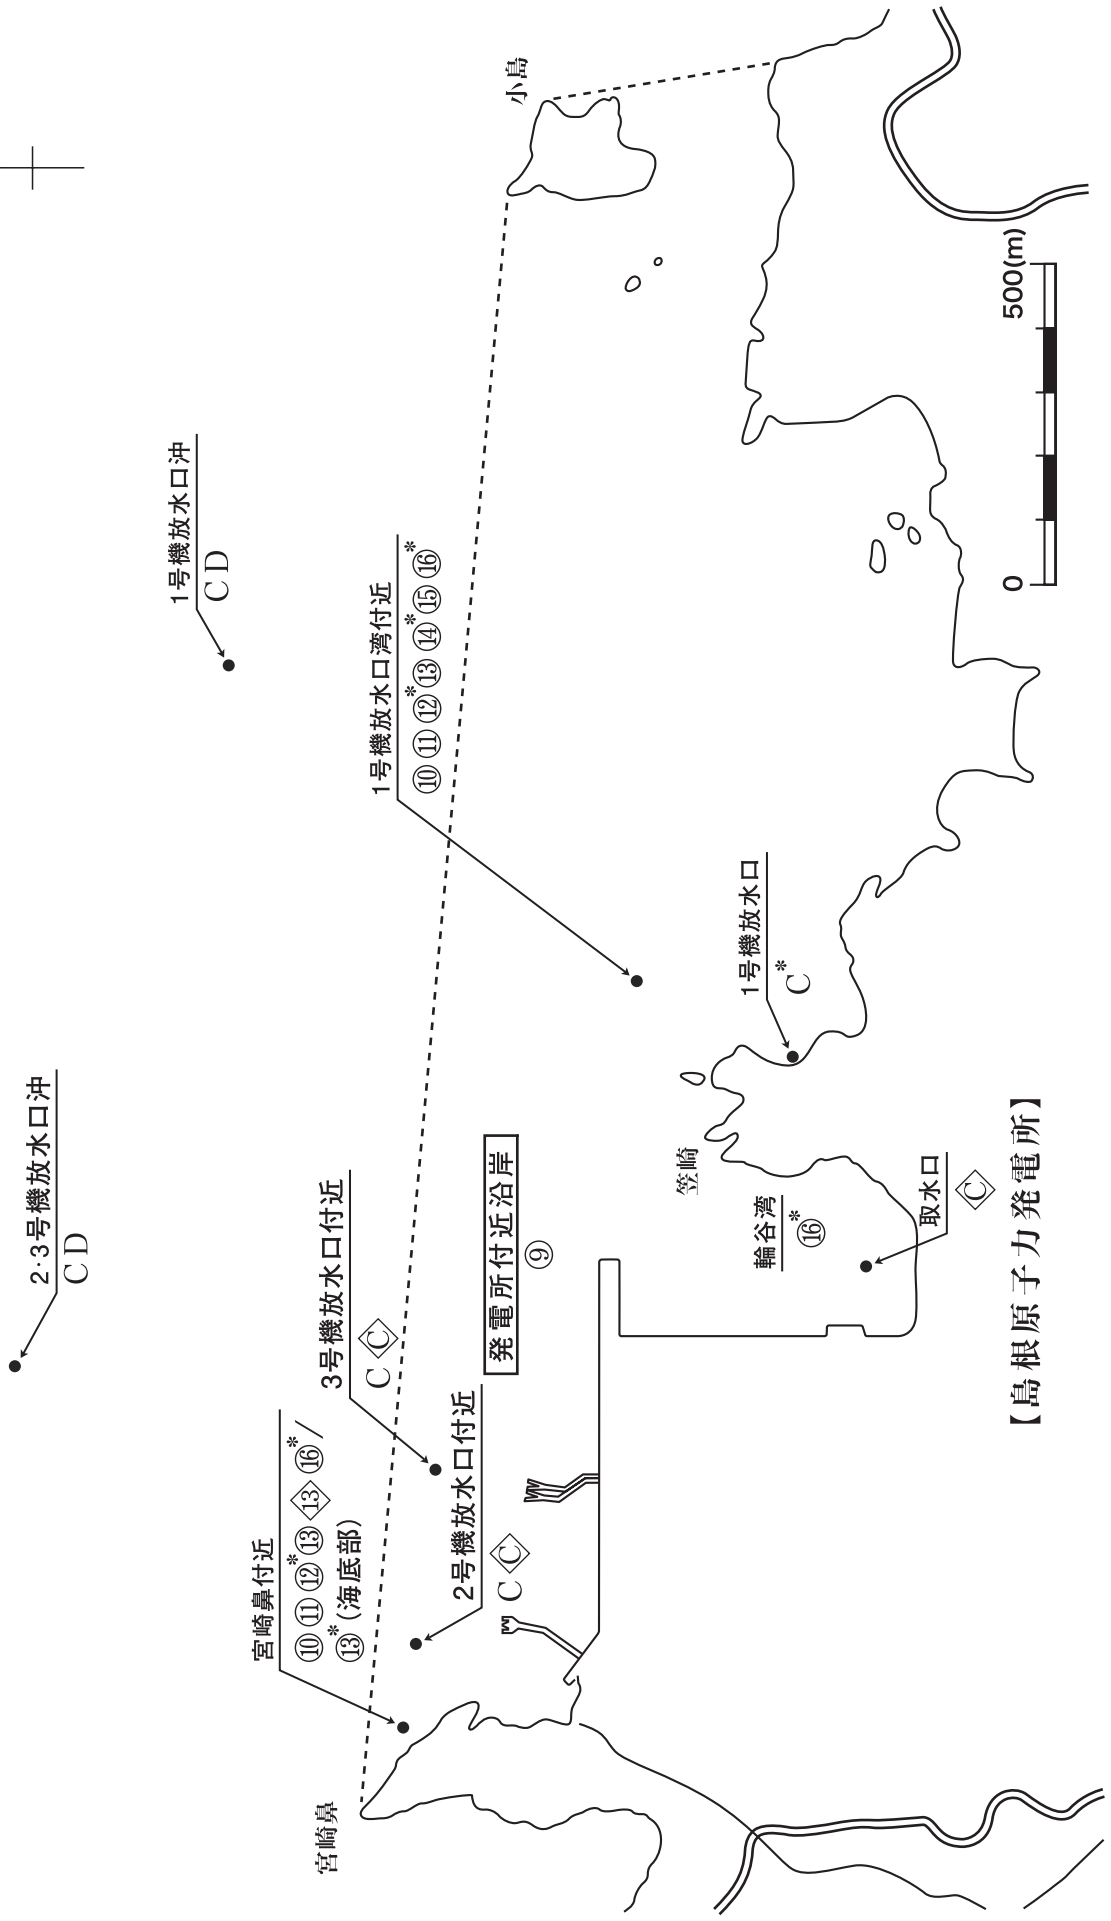 2·3号機放水口沖
C D
1号機放水口沖
C D
宮崎鼻付近
⑩ ⑪ ⑫* ⑬ ⑬ ⑯* /
⑬* (海底部)
3号機放水口付近
C C
1号機放水口湾付近
⑩ ⑪ ⑫* ⑬ ⑭* ⑮ ⑯*
小島
宮崎鼻
2号機放水口付近
C C
発電所付近沿岸
⑨
笠崎
1号機放水口
C*
輪谷湾
⑯*
取水口
C
【島根原子力発電所】
0 500(m)